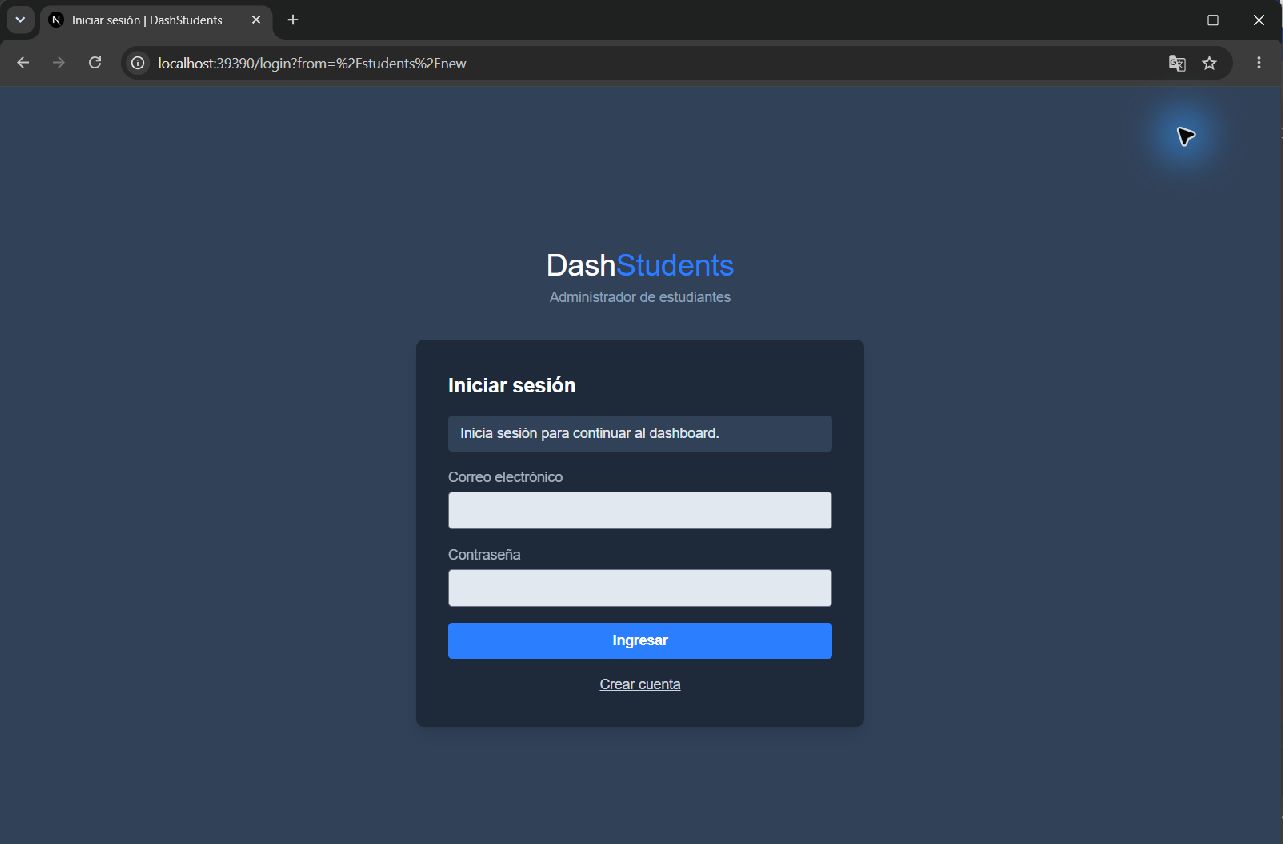 Iniciar sesión | DashStudents
localhost:39390/login?from=%2Fstudents%2Fnew
DashStudents
Administrador de estudiantes
Iniciar sesión
Inicia sesión para continuar al dashboard.
Correo electrónico
Contraseña
Ingresar
Crear cuenta